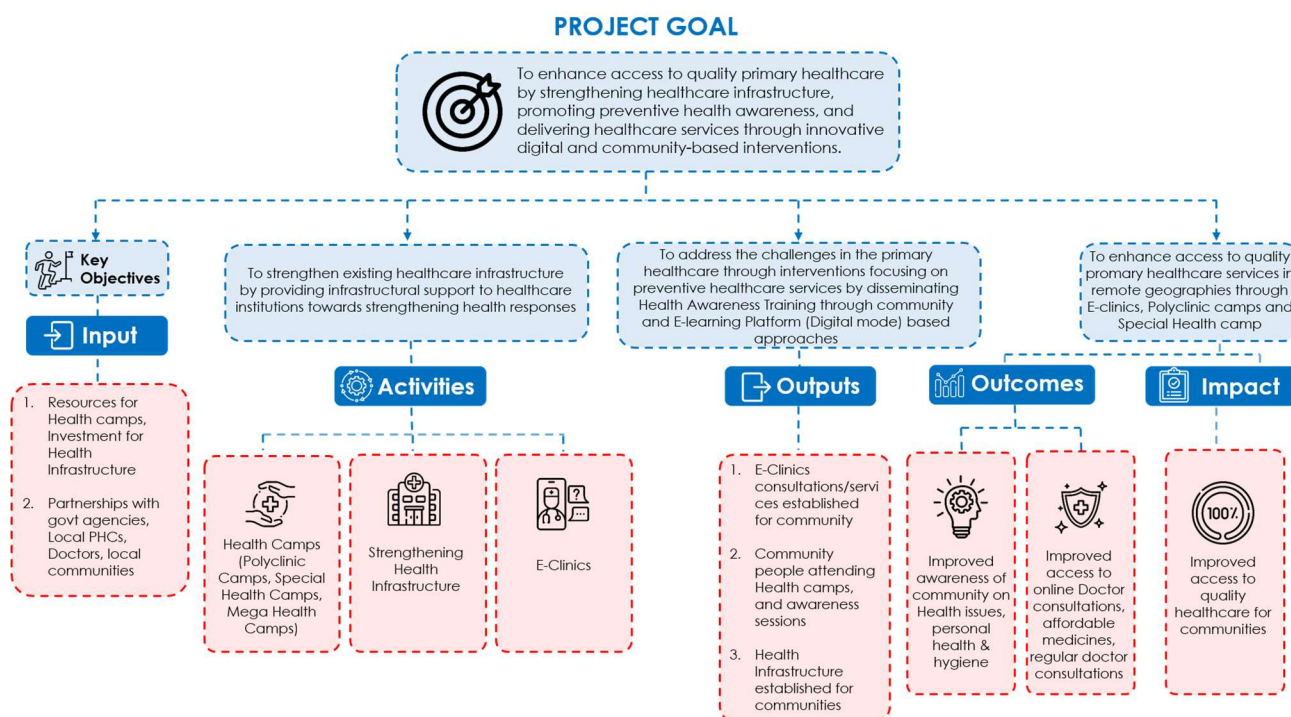 PROJECT GOAL
To enhance access to quality primary healthcare
by strengthening healthcare infrastructure,
promoting preventive health awareness, and
delivering healthcare services through innovative
digital and community-based interventions.
Key
Objectives
To strengthen existing healthcare infrastructure
by providing infrastructural support to healthcare
institutions towards strengthening health responses
To address the challenges in the primary
healthcare through interventions focusing on
preventive healthcare services by disseminating
Health Awareness Training through community
and E-learning Platform (Digital mode) based
approaches
To enhance access to quality
promary healthcare services in
remote geographies through
E-clinics, Polyclinic camps and
Special Health camp
Input
Activities
Outputs
Outcomes
Impact
1. Resources for
Health camps,
Investment for
Health
Infrastructure
2. Partnerships with
govt agencies,
Local PHCs,
Doctors, local
communities
Health Camps
(Polyclinic
Camps, Special
Health Camps,
Mega Health
Camps)
Strengthening
Health
Infrastructure
?
E-Clinics
1. E-Clinics
consultations/servi
ces established
for community
2. Community
people attending
Health camps,
and awareness
sessions
3. Health
Infrastructure
established for
communities
Improved
awareness of
community on
Health issues,
personal
health &
hygiene
Improved
access to
online Doctor
consultations,
affordable
medicines,
regular doctor
consultations
100%
Improved
access to
quality
healthcare for
communities